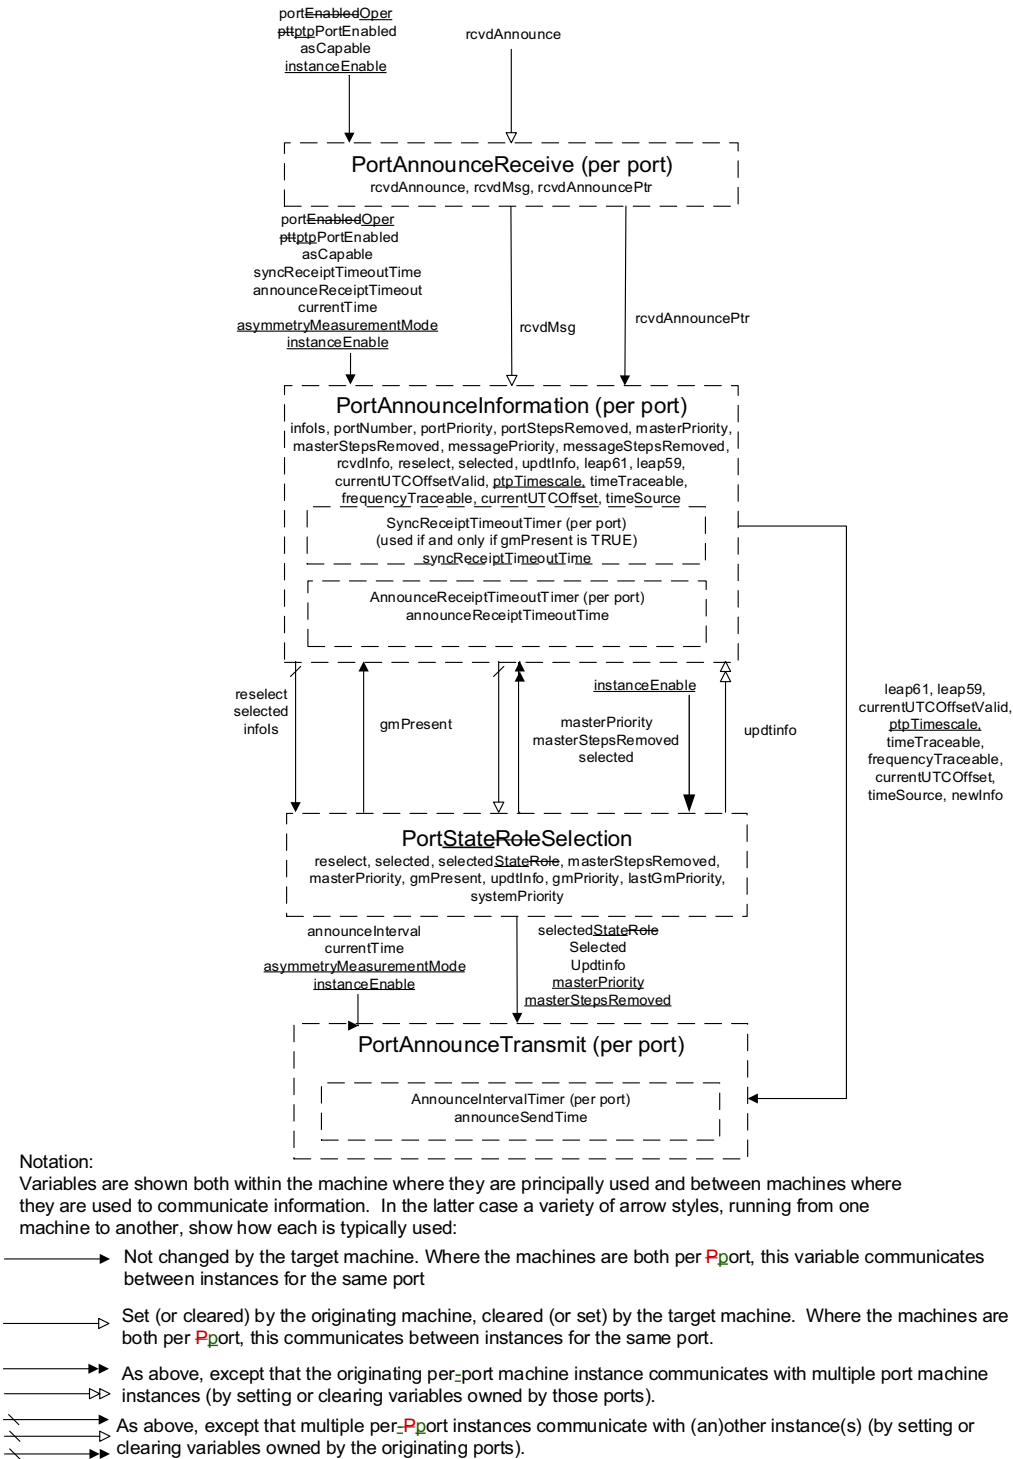 portEnabledOper
pttptpPortEnabled
asCapable
instanceEnable
rcvdAnnounce
PortAnnounceReceive (per port)
rcvdAnnounce, rcvdMsg, rcvdAnnouncePtr
portEnabledOper
pttptpPortEnabled
asCapable
syncReceiptTimeoutTime
announceReceiptTimeout
currentTime
asymmetryMeasurementMode
instanceEnable
rcvdMsg
rcvdAnnouncePtr
PortAnnounceInformation (per port)
infoIs, portNumber, portPriority, portStepsRemoved, masterPriority,
masterStepsRemoved, messagePriority, messageStepsRemoved,
rcvdInfo, reselect, selected, updtInfo, leap61, leap59,
currentUTCOffsetValid, ptpTimescale, timeTraceable,
frequencyTraceable, currentUTCOffset, timeSource
SyncReceiptTimeoutTimer (per port)
(used if and only if gmPresent is TRUE)
syncReceiptTimeoutTime
AnnounceReceiptTimeoutTimer (per port)
announceReceiptTimeoutTime
reselect
selected
infoIs
gmPresent
instanceEnable
masterPriority
masterStepsRemoved
selected
updtinfo
leap61, leap59,
currentUTCOffsetValid,
ptpTimescale,
timeTraceable,
frequencyTraceable,
currentUTCOffset,
timeSource, newInfo
PortStateRoleSelection
reselect, selected, selectedStateRole, masterStepsRemoved,
masterPriority, gmPresent, updtInfo, gmPriority, lastGmPriority,
systemPriority
announceInterval
currentTime
asymmetryMeasurementMode
instanceEnable
selectedStateRole
Selected
Updtinfo
masterPriority
masterStepsRemoved
PortAnnounceTransmit (per port)
AnnounceIntervalTimer (per port)
announceSendTime
Notation:
Variables are shown both within the machine where they are principally used and between machines where
they are used to communicate information. In the latter case a variety of arrow styles, running from one
machine to another, show how each is typically used:
Not changed by the target machine. Where the machines are both per Pport, this variable communicates
between instances for the same port
Set (or cleared) by the originating machine, cleared (or set) by the target machine. Where the machines are
both per Pport, this communicates between instances for the same port.
As above, except that the originating per-port machine instance communicates with multiple port machine
instances (by setting or clearing variables owned by those ports).
As above, except that multiple per-Pport instances communicate with (an)other instance(s) (by setting or
clearing variables owned by the originating ports).